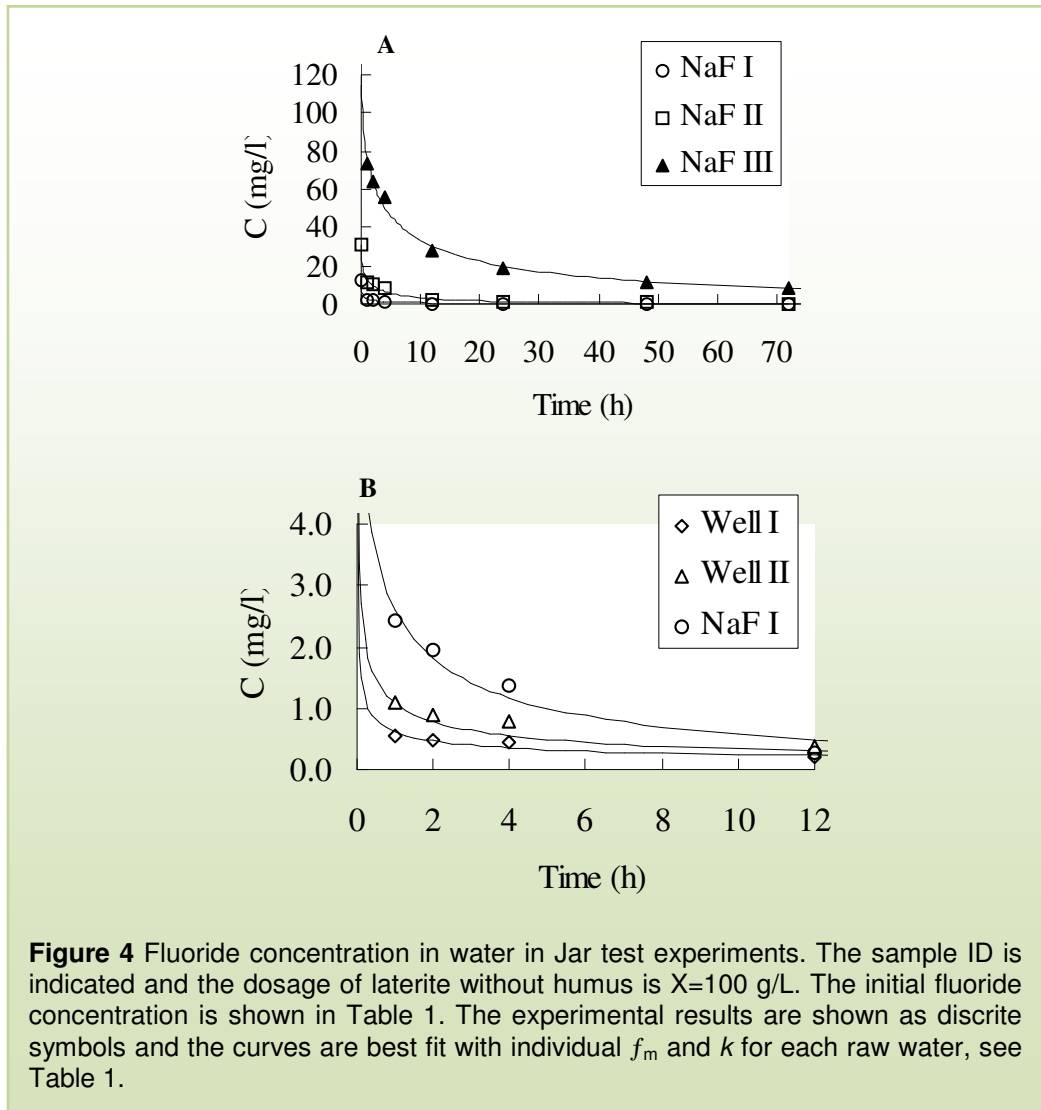 A
120
100
80
60
40
20
0
C (mg/l)
0 10 20 30 40 50 60 70
Time (h)
NaF I
NaF II
NaF III
B
4.0
3.0
2.0
1.0
0.0
C (mg/l)
0 2 4 6 8 10 12
Time (h)
Well I
Well II
NaF I
Figure 4 Fluoride concentration in water in Jar test experiments. The sample ID is
indicated and the dosage of laterite without humus is X=100 g/L. The initial fluoride
concentration is shown in Table 1. The experimental results are shown as discrite
symbols and the curves are best fit with individual fm and k for each raw water, see
Table 1.